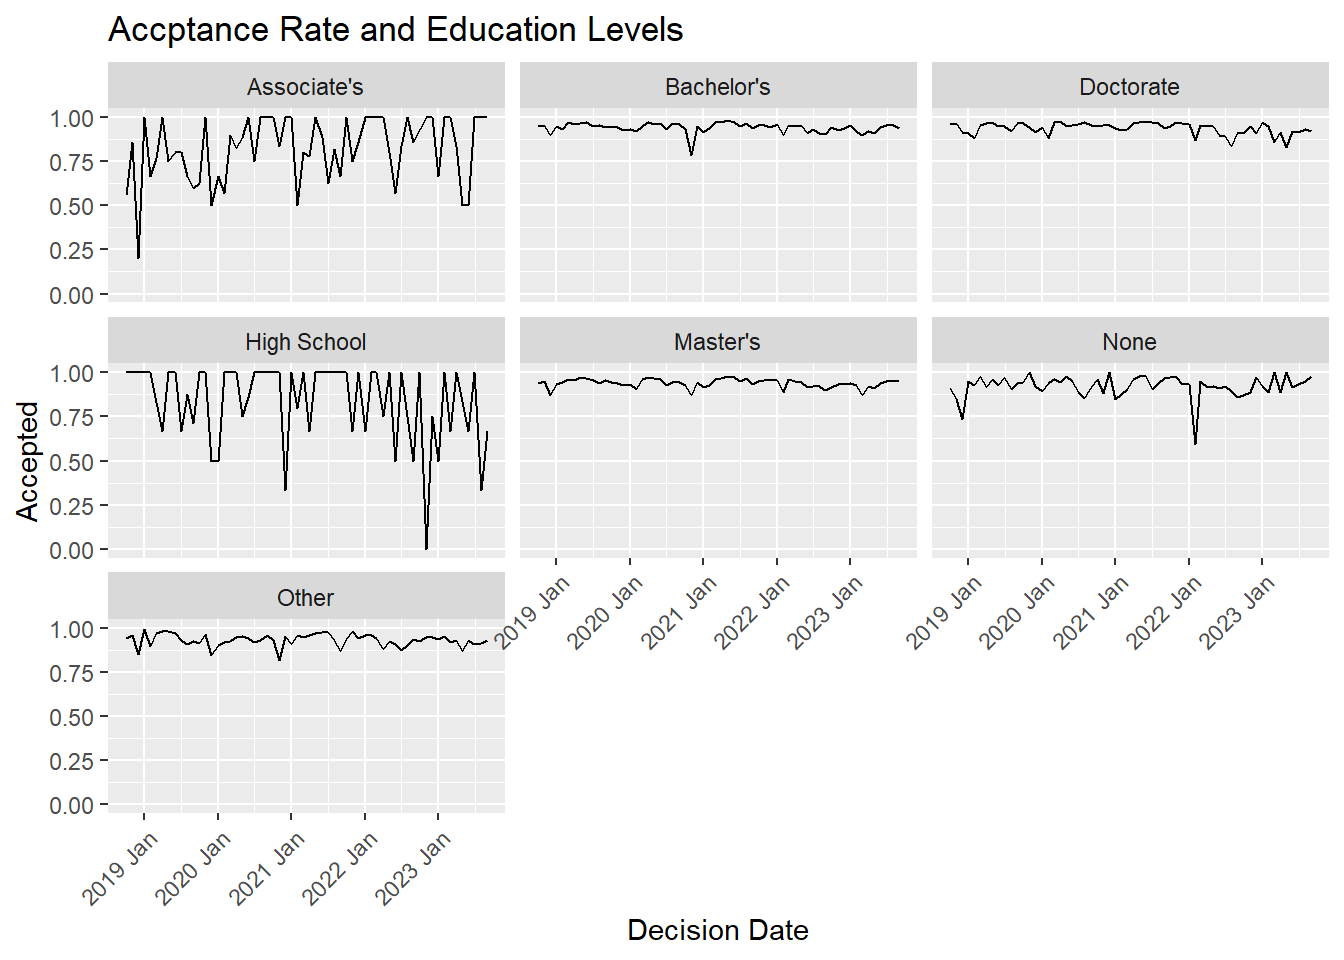 Accptance Rate and Education Levels
Associate's
Bachelor's
Doctorate
1.00
0.75
0.50
0.25
0.00
High School
Master's
None
1.00
0.75
0.50
0.25
0.00
Accepted
2019 Jan
2020 Jan
2021 Jan
2022 Jan
2023 Jan
2019 Jan
2020 Jan
2021 Jan
2022 Jan
2023 Jan
Other
1.00
0.75
0.50
0.25
0.00
2019 Jan
2020 Jan
2021 Jan
2022 Jan
2023 Jan
Decision Date